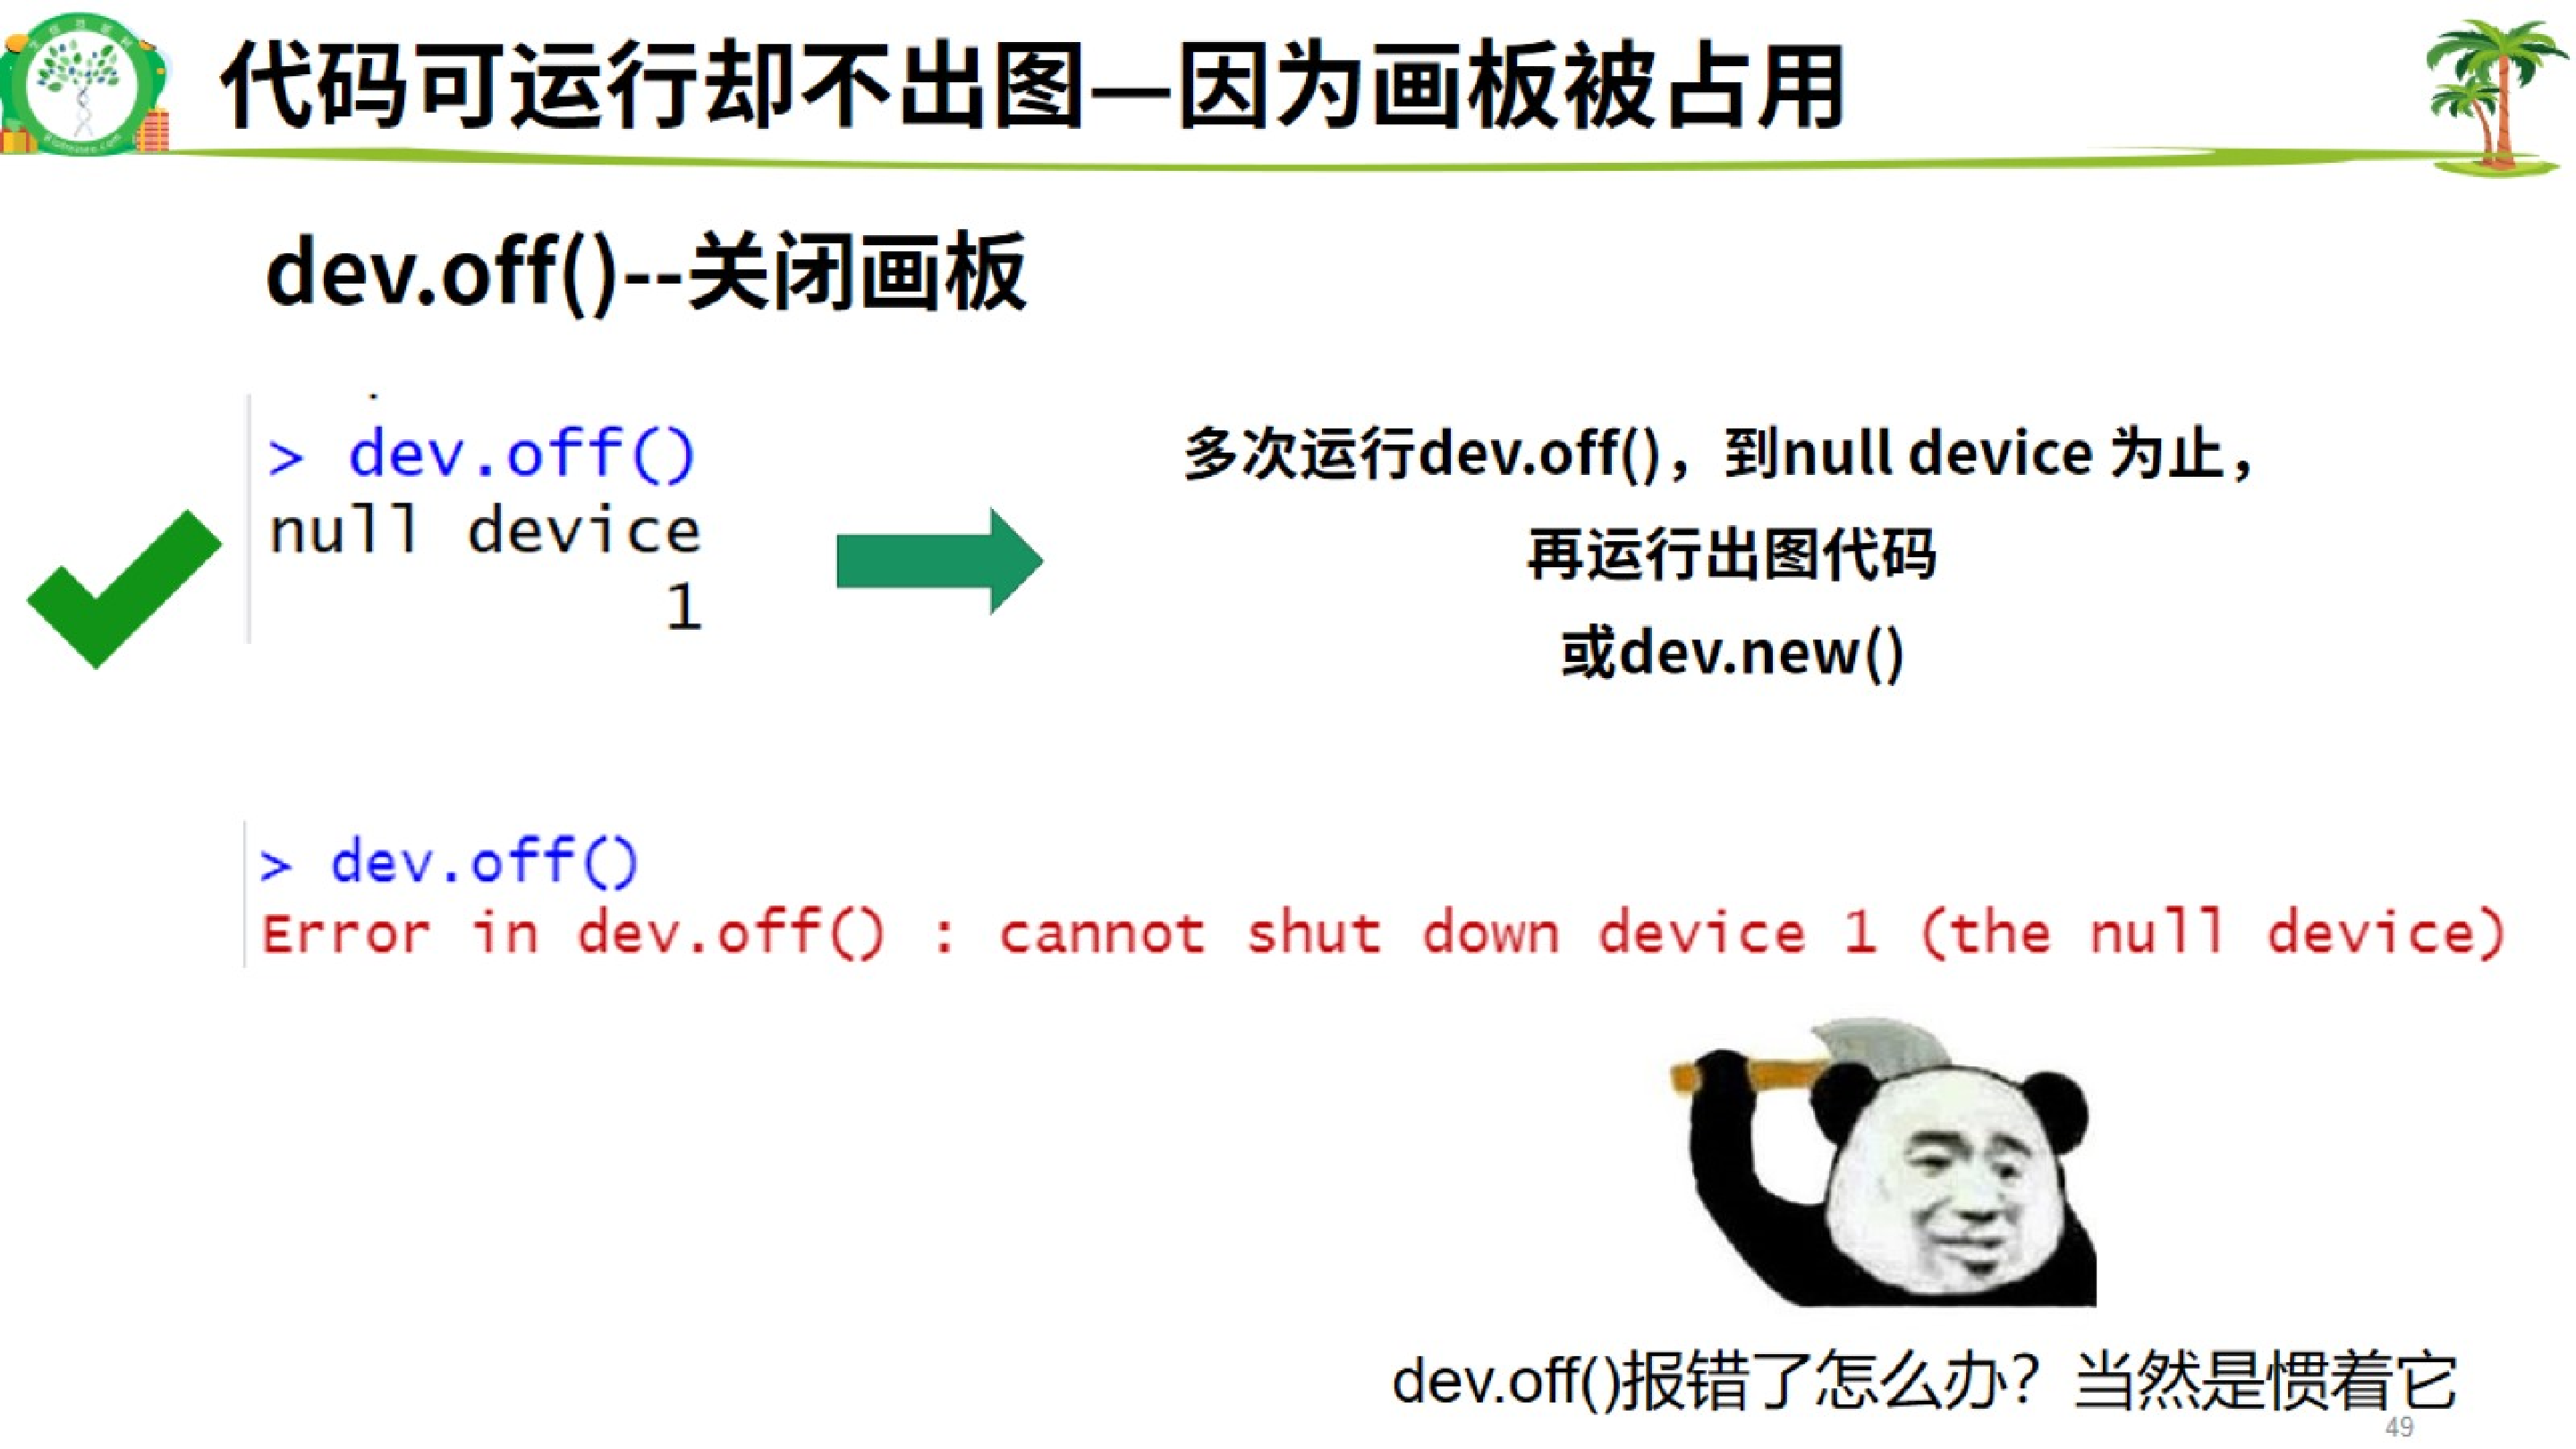 代码可运行却不出图—因为画板被占用
dev.off()--关闭画板
> dev.off()
null device
1
多次运行dev.off()，到null device 为止，
再运行出图代码
或dev.new()
> dev.off()
Error in dev.off() : cannot shut down device 1 (the null device)
dev.off()报错了怎么办？当然是惯着它
49